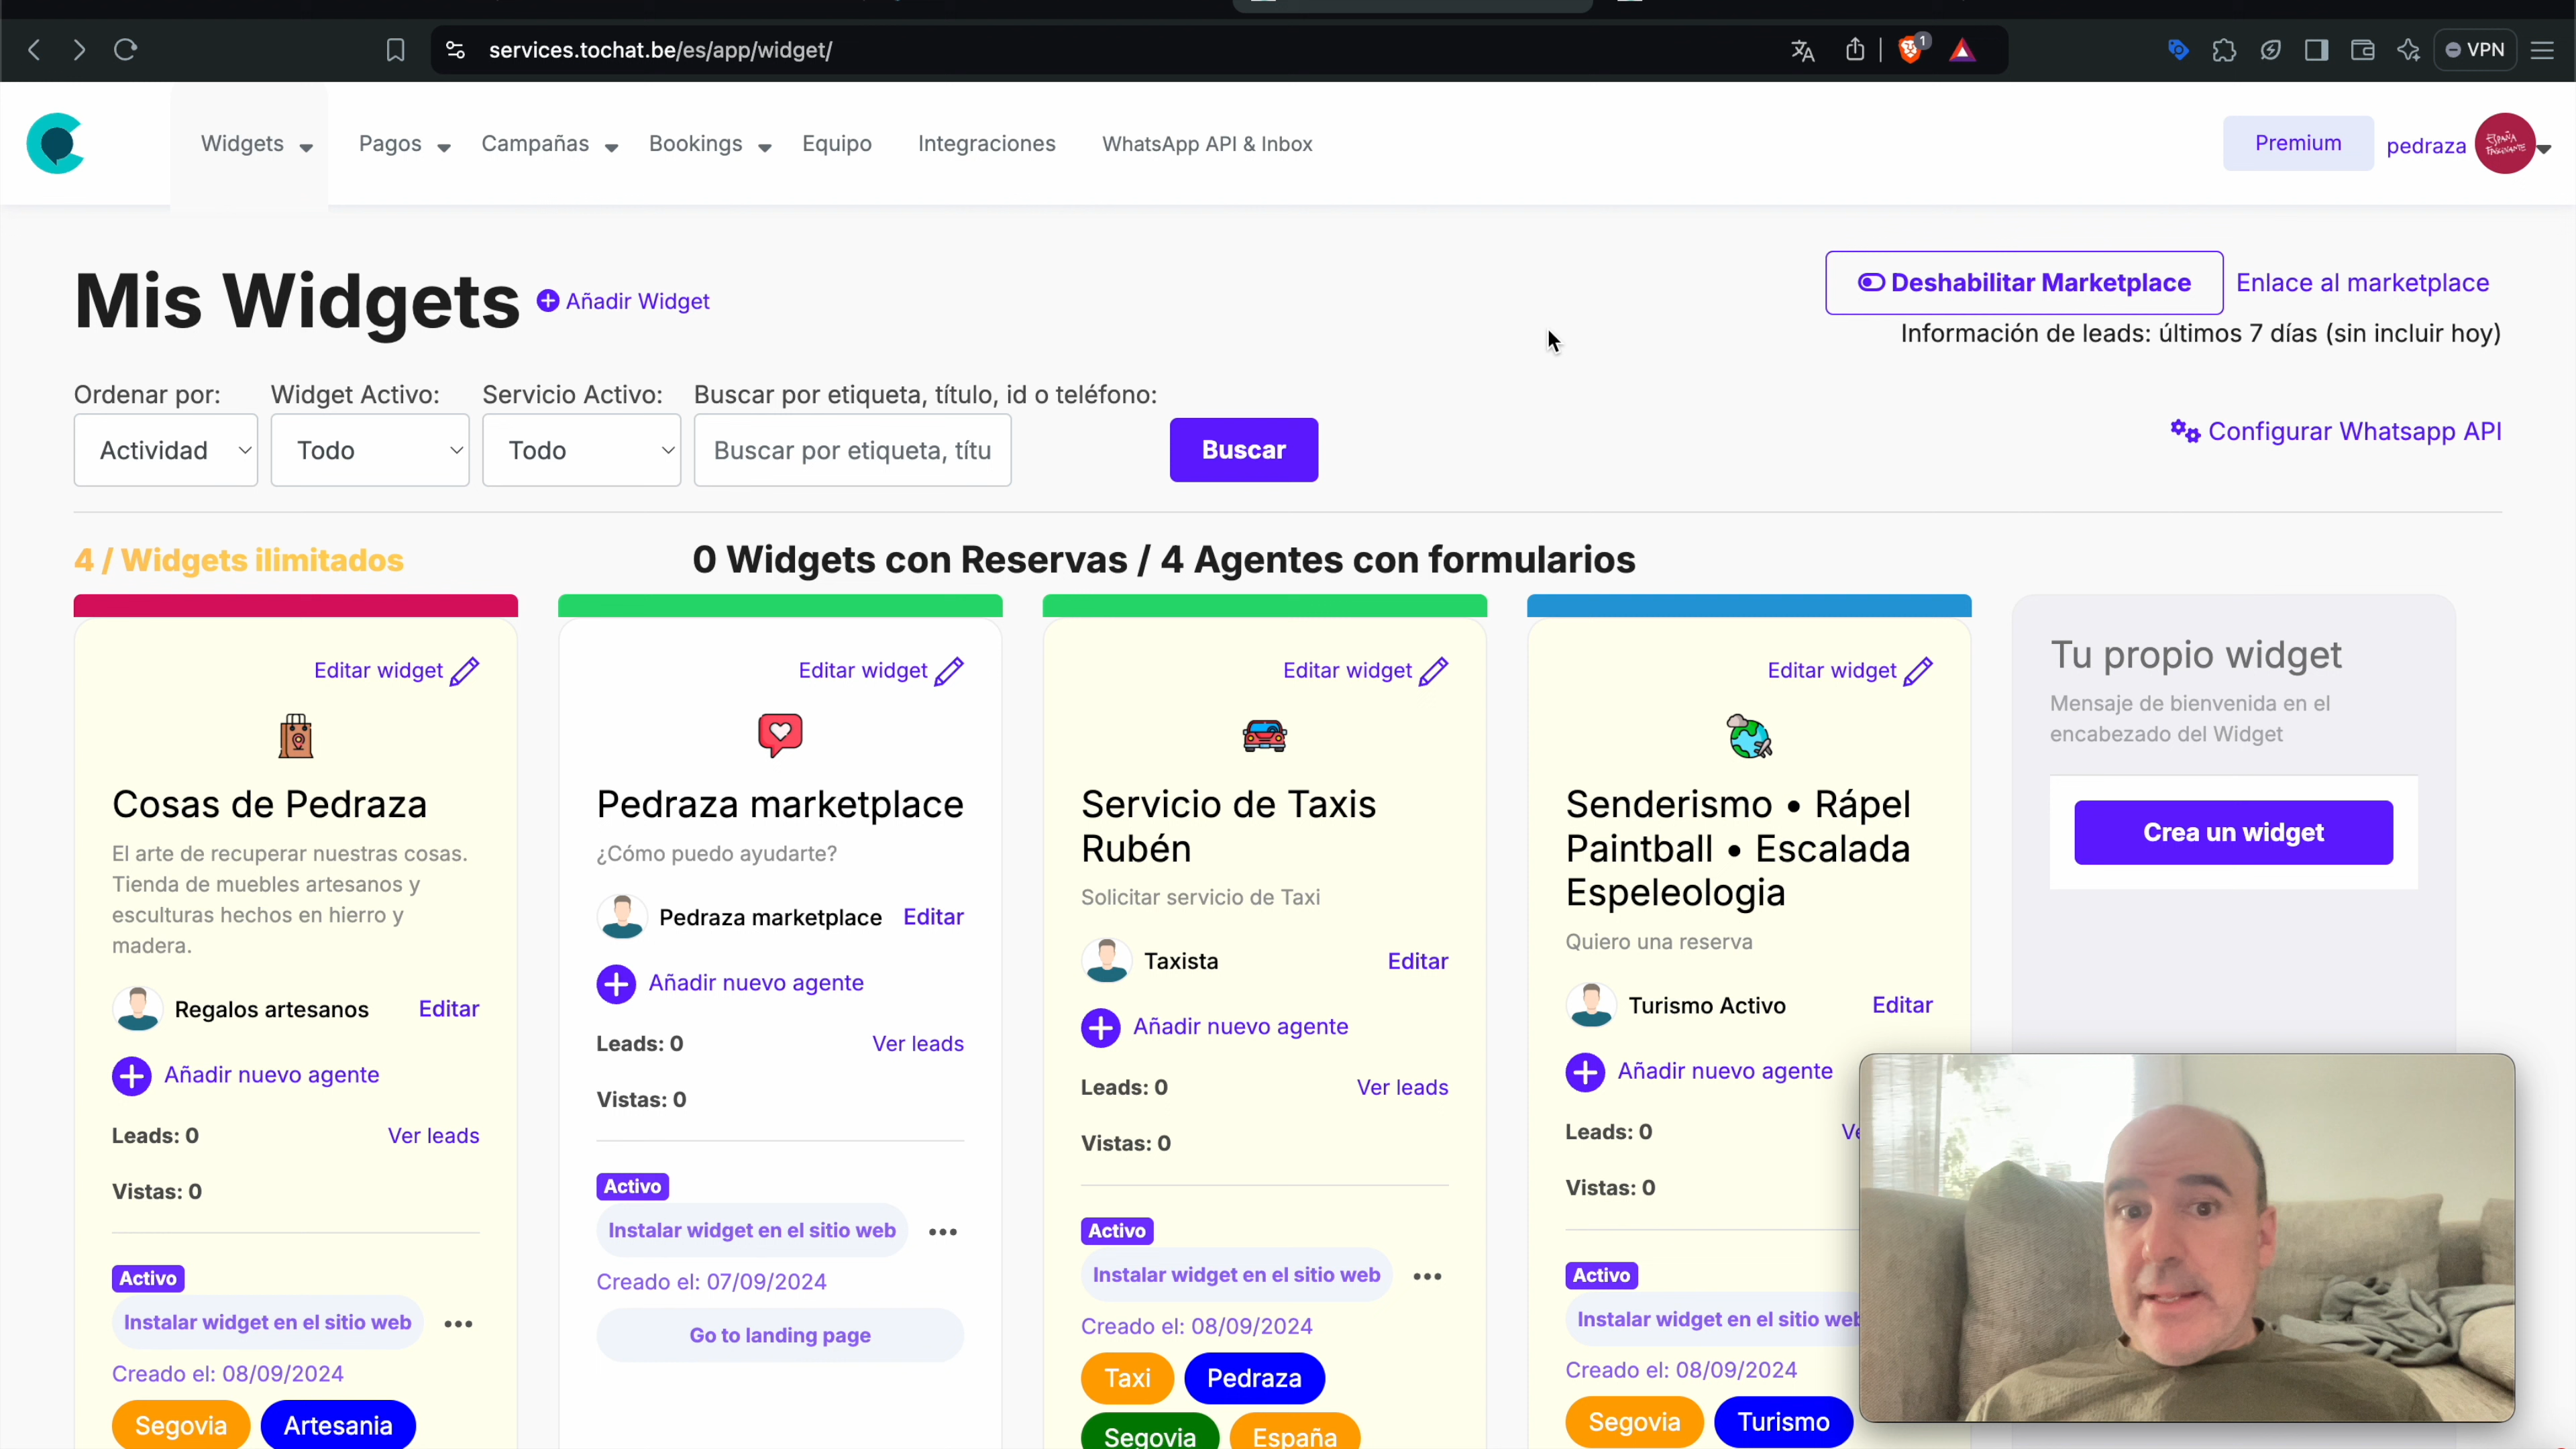 services.tochat.be/es/app/widget/
1
VPN
Widgets
Pagos
Campañas
Bookings
Equipo
Integraciones
WhatsApp API & Inbox
Premium
pedraza
Mis Widgets
Añadir Widget
Deshabilitar Marketplace
Enlace al marketplace
Información de leads: últimos 7 días (sin incluir hoy)
Ordenar por:
Widget Activo:
Servicio Activo:
Buscar por etiqueta, título, id o teléfono:
Actividad
Todo
Todo
Buscar por etiqueta, títu
Buscar
Configurar Whatsapp API
4 / Widgets ilimitados
0 Widgets con Reservas / 4 Agentes con formularios
Editar widget
Cosas de Pedraza
El arte de recuperar nuestras cosas.
Tienda de muebles artesanos y
esculturas hechos en hierro y
madera.
Regalos artesanos
Editar
Añadir nuevo agente
Leads: 0
Ver leads
Vistas: 0
Activo
Instalar widget en el sitio web
Creado el: 08/09/2024
Segovia
Artesania
Editar widget
Pedraza marketplace
¿Cómo puedo ayudarte?
Pedraza marketplace
Editar
Añadir nuevo agente
Leads: 0
Ver leads
Vistas: 0
Activo
Instalar widget en el sitio web
Creado el: 07/09/2024
Go to landing page
Editar widget
Servicio de Taxis
Rubén
Solicitar servicio de Taxi
Taxista
Editar
Añadir nuevo agente
Leads: 0
Ver leads
Vistas: 0
Activo
Instalar widget en el sitio web
Creado el: 08/09/2024
Taxi
Pedraza
Segovia
España
Editar widget
Senderismo • Rápel
Paintball • Escalada
Espeleologia
Quiero una reserva
Turismo Activo
Editar
Añadir nuevo agente
Leads: 0
Vistas: 0
Activo
Instalar widget en el sitio web
Creado el: 08/09/2024
Segovia
Turismo
Tu propio widget
Mensaje de bienvenida en el
encabezado del Widget
Crea un widget